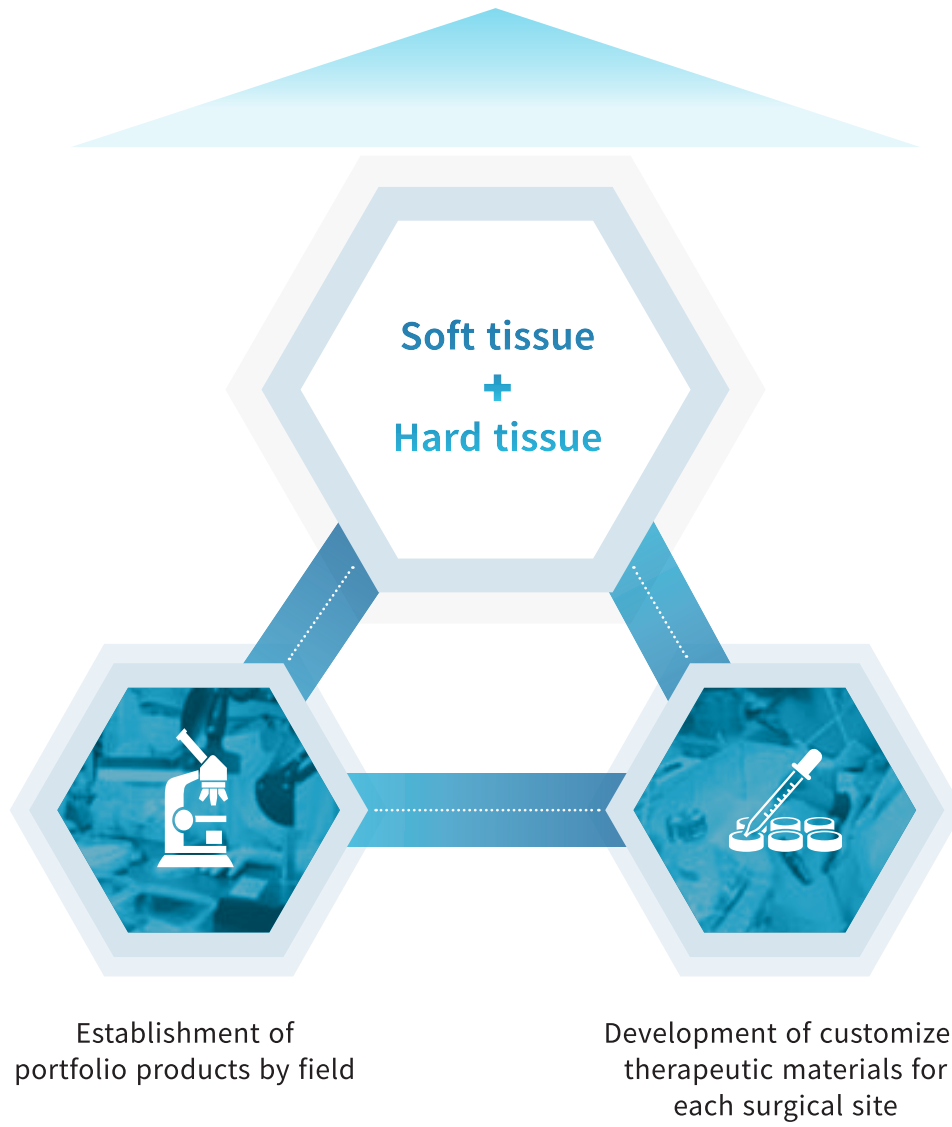 Soft tissue
+
Hard tissue
Establishment of
portfolio products by field
Development of customize
therapeutic materials for
each surgical site